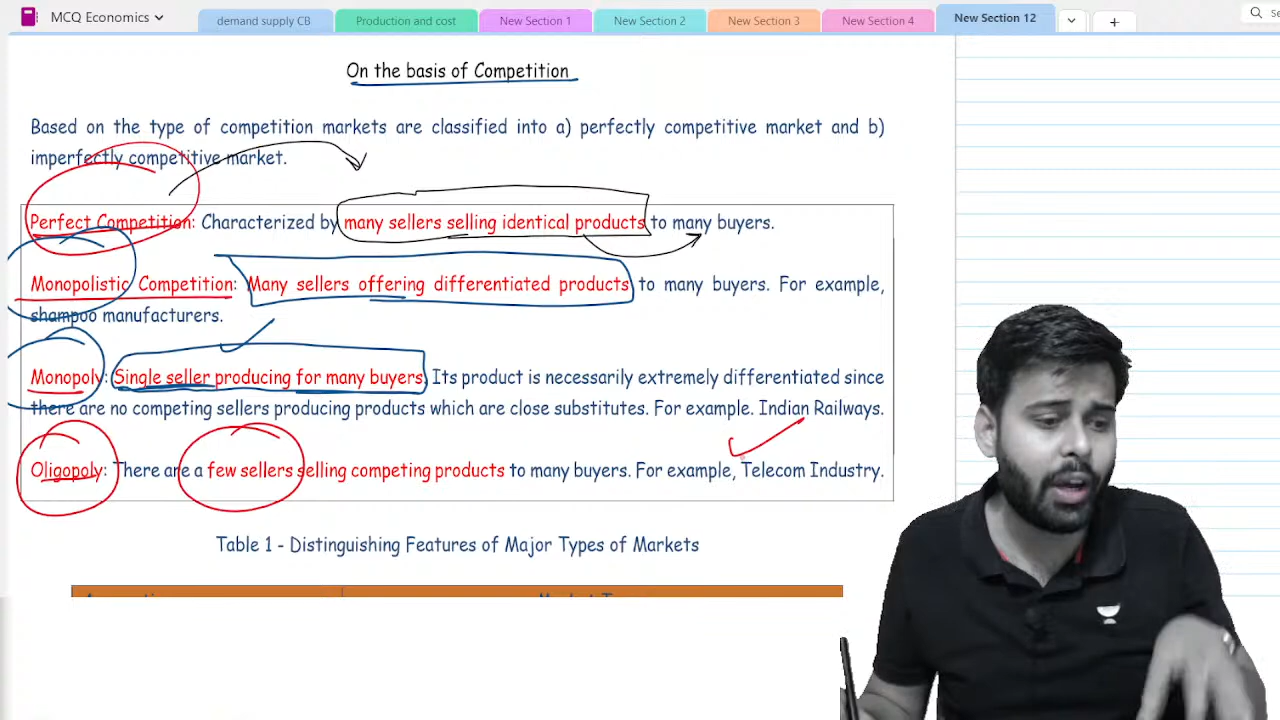 MCQ Economics
demand supply CB
Production and cost
New Section 1
New Section 2
New Section 3
New Section 4
New Section 12
On the basis of Competition
Based on the type of competition markets are classified into a) perfectly competitive market and b)
imperfectly competitive market.
Perfect Competition: Characterized by many sellers selling identical products to many buyers.
Monopolistic Competition: Many sellers offering differentiated products to many buyers. For example,
shampoo manufacturers.
Monopoly: Single seller producing for many buyers. Its product is necessarily extremely differentiated since
there are no competing sellers producing products which are close substitutes. For example. Indian Railways.
Oligopoly: There are a few sellers selling competing products to many buyers. For example, Telecom Industry.
Table 1 - Distinguishing Features of Major Types of Markets